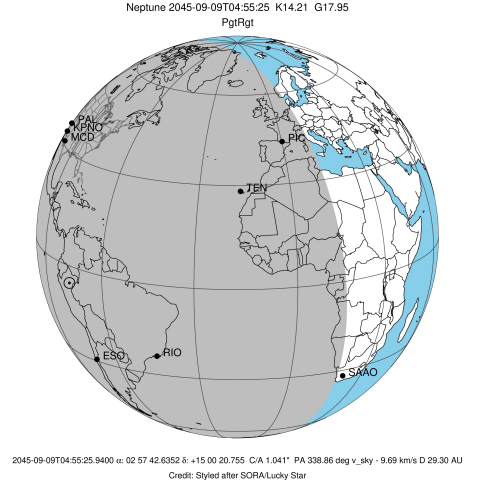 Neptune 2045-09-09T04:55:25 K14.21 G17.95
PgtRgt
PAL
KPNO
MCD
PIC
TEN
ESO
RIO
SAAO
2045-09-09T04:55:25.9400 α: 02 57 42.6352 δ: +15 00 20.755 C/A 1.041" PA 338.86 deg v_sky - 9.69 km/s D 29.30 AU
Credit: Styled after SORA/Lucky Star